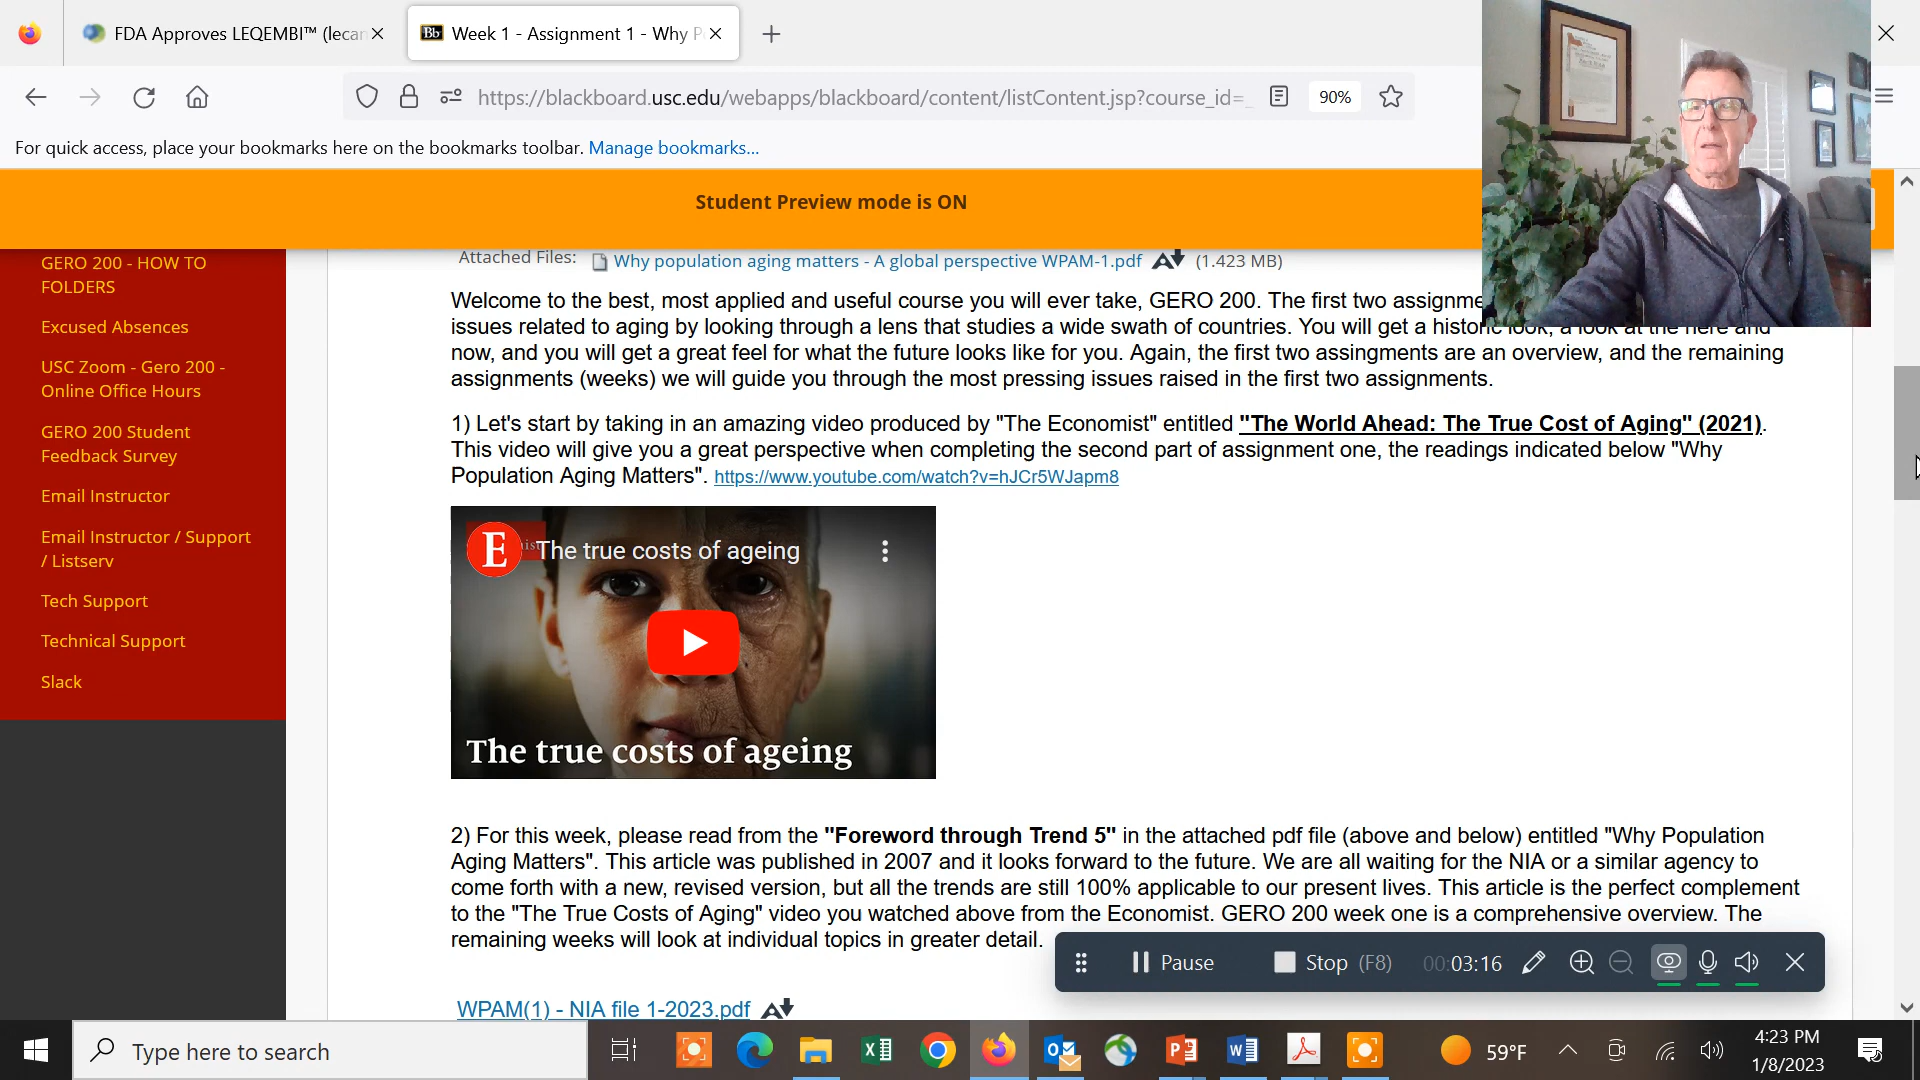 FDA Approves LEQEMBI™ (lecan
Bb Week 1 - Assignment 1 - Why P
https://blackboard.usc.edu/webapps/blackboard/content/listContent.jsp?course_id=_
90%
For quick access, place your bookmarks here on the bookmarks toolbar. Manage bookmarks...
Student Preview mode is ON
GERO 200 - HOW TO
FOLDERS
Excused Absences
USC Zoom - Gero 200 -
Online Office Hours
GERO 200 Student
Feedback Survey
Email Instructor
Email Instructor / Support
/ Listserv
Tech Support
Technical Support
Slack
Attached Files: Why population aging matters - A global perspective WPAM-1.pdf (1.423 MB)
Welcome to the best, most applied and useful course you will ever take, GERO 200. The first two assignme
issues related to aging by looking through a lens that studies a wide swath of countries. You will get a historic look, a look at the here and
now, and you will get a great feel for what the future looks like for you. Again, the first two assingments are an overview, and the remaining
assignments (weeks) we will guide you through the most pressing issues raised in the first two assignments.
1) Let's start by taking in an amazing video produced by "The Economist" entitled "The World Ahead: The True Cost of Aging" (2021).
This video will give you a great perspective when completing the second part of assignment one, the readings indicated below "Why
Population Aging Matters". https://www.youtube.com/watch?v=hJCr5WJapm8
E The true costs of ageing
The true costs of ageing
2) For this week, please read from the "Foreword through Trend 5" in the attached pdf file (above and below) entitled "Why Population
Aging Matters". This article was published in 2007 and it looks forward to the future. We are all waiting for the NIA or a similar agency to
come forth with a new, revised version, but all the trends are still 100% applicable to our present lives. This article is the perfect complement
to the "The True Costs of Aging" video you watched above from the Economist. GERO 200 week one is a comprehensive overview. The
remaining weeks will look at individual topics in greater detail.
Pause Stop (F8) 00:03:16
WPAM(1) - NIA file 1-2023.pdf
Type here to search
59°F
4:23 PM
1/8/2023